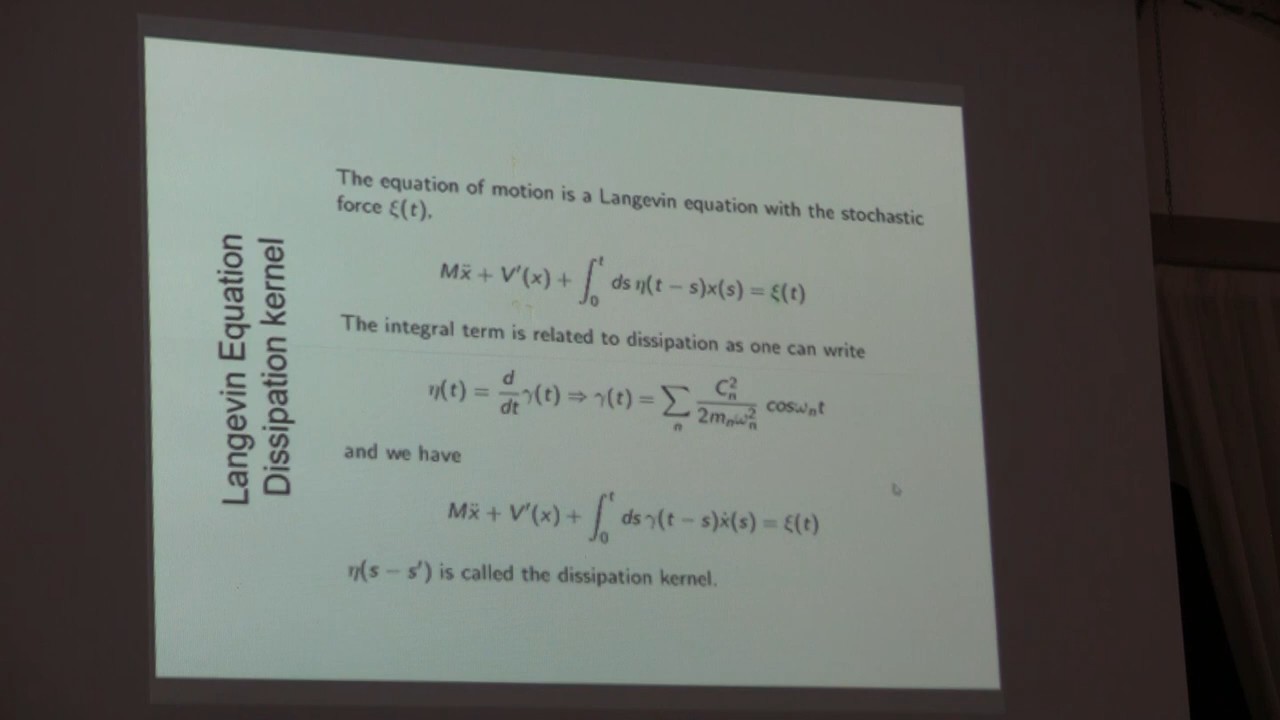 Langevin Equation
Dissipation kernel
The equation of motion is a Langevin equation with the stochastic
force ξ(t),
Mẍ + V′(x) + ∫₀ᵗ ds η(t − s)x(s) = ξ(t)
The integral term is related to dissipation as one can write
η(t) = d/dt γ(t) ⇒ γ(t) = ∑ₙ Cₙ²/2mₙωₙ² cosωₙt
and we have
Mẍ + V′(x) + ∫₀ᵗ ds γ(t − s)ẋ(s) = ξ(t)
η(s − s′) is called the dissipation kernel.